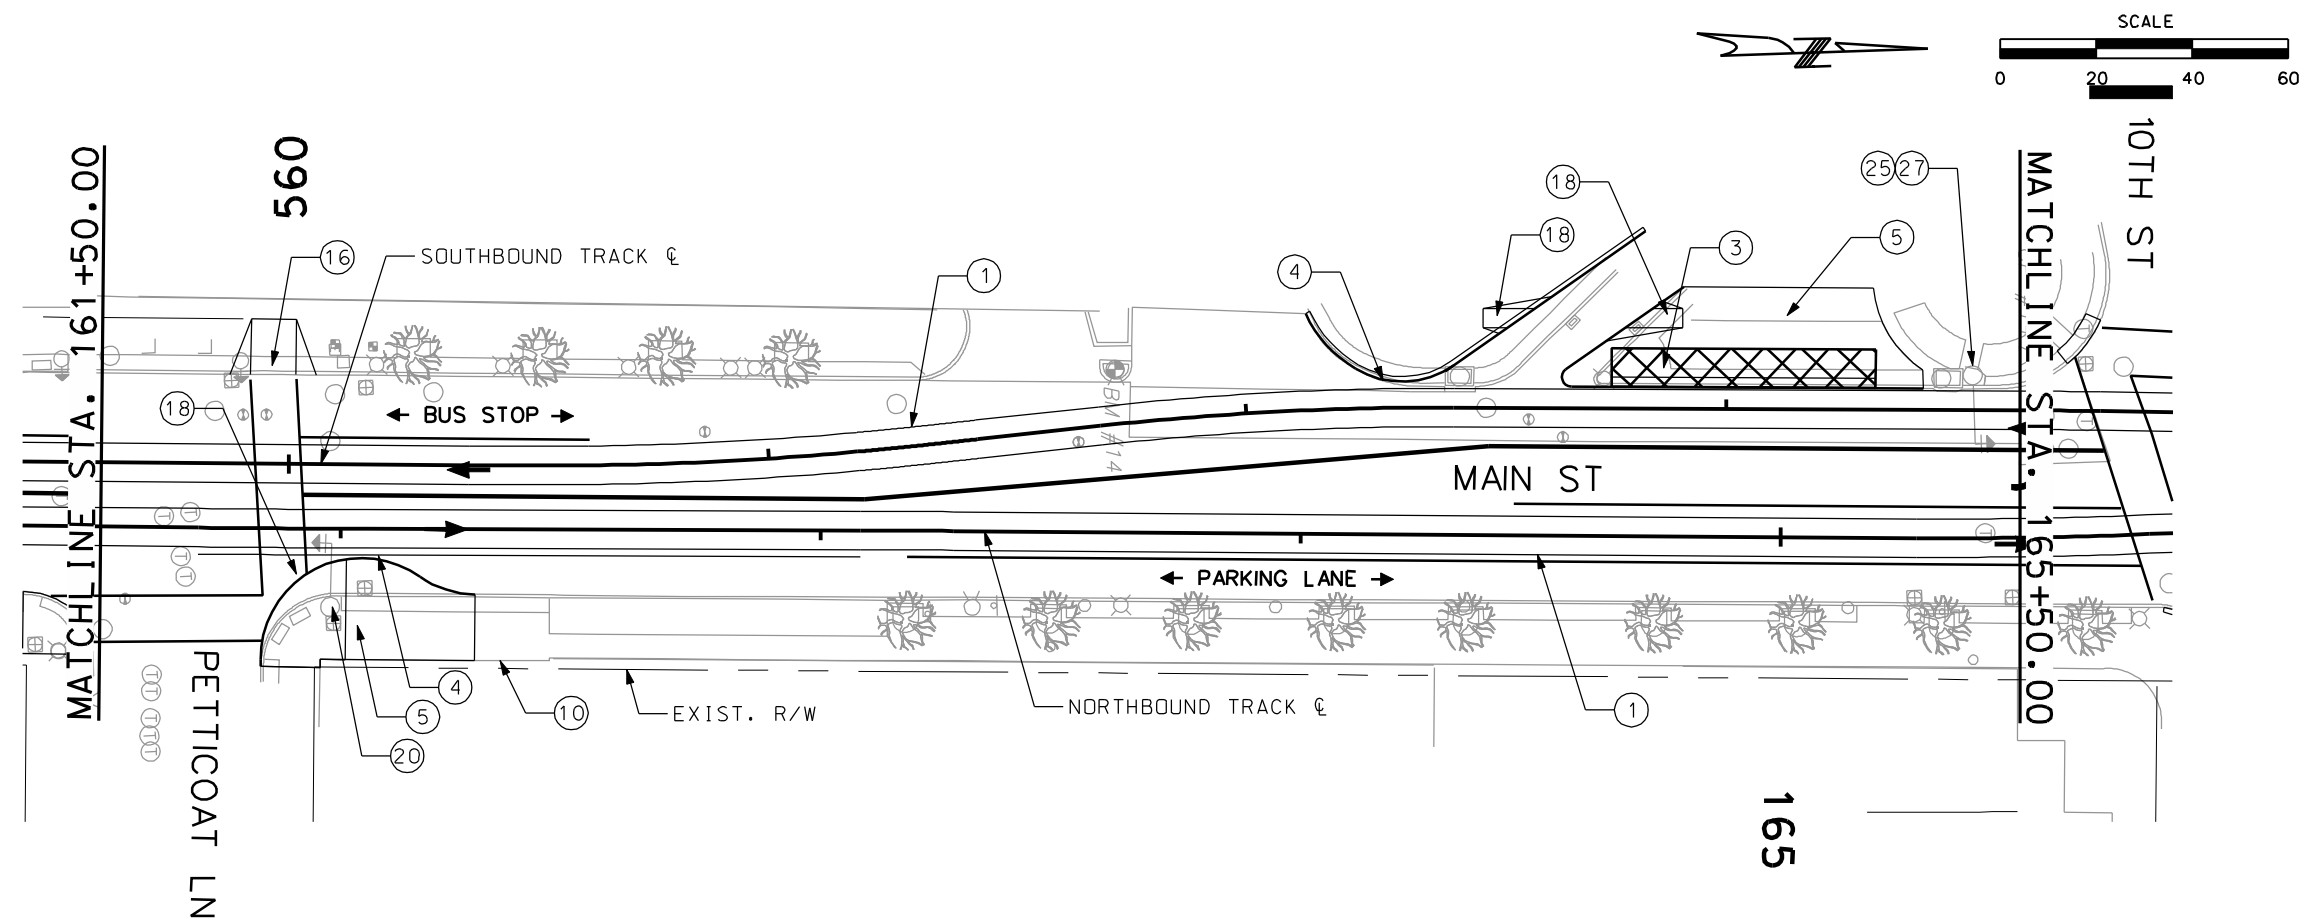 SCALE
0 20 40 60
10TH ST
MATCHLINE STA. 161+50.00
560
16
SOUTHBOUND TRACK ℄
1
4
18
18
3
5
25 27
MATCHLINE STA. 165+50.00
18
BUS STOP
BM #14
MAIN ST
PARKING LANE
PETTICOAT LN
4
5
20
10
EXIST. R/W
NORTHBOUND TRACK ℄
1
165
T
T
T
T
T
T
T
T
T
T